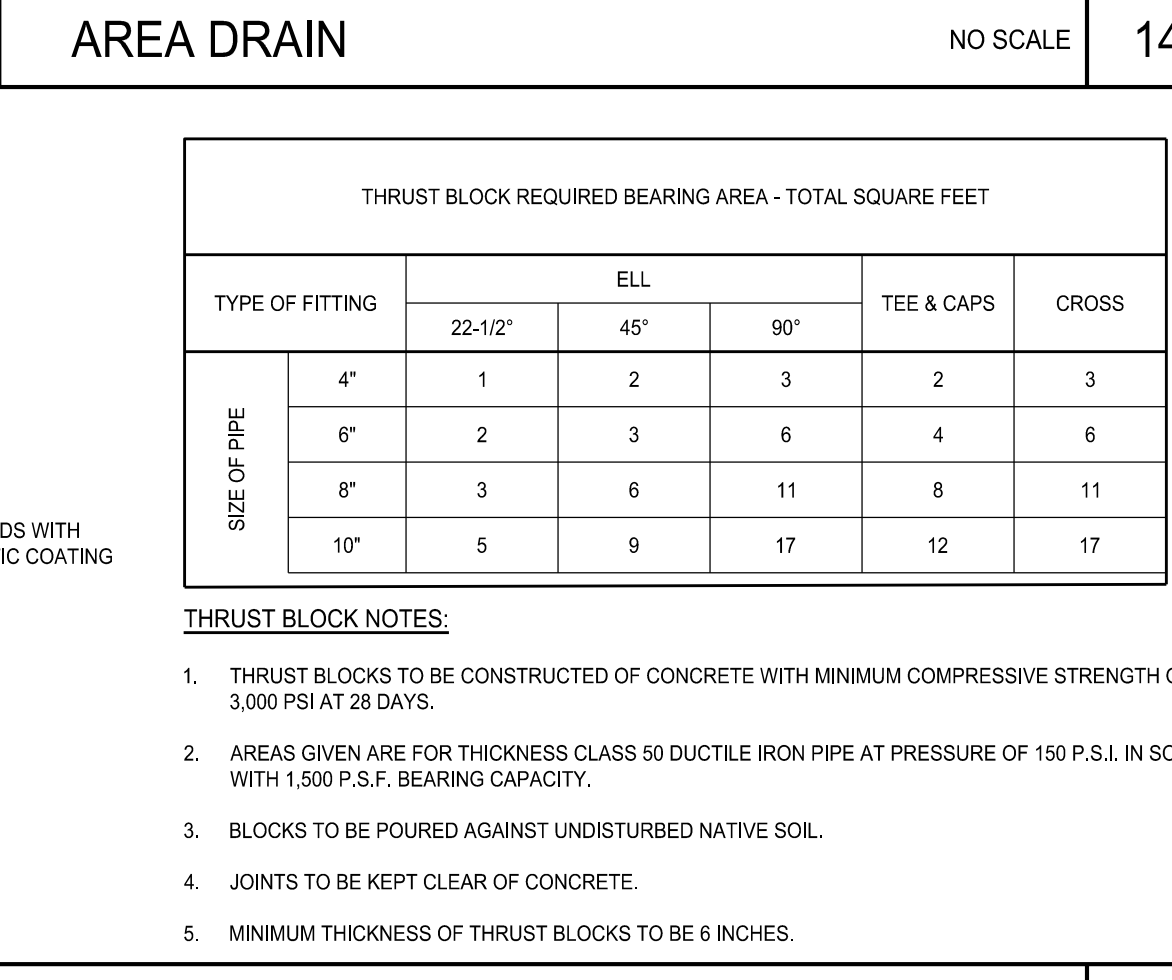 AREA DRAIN NO SCALE 14
THRUST BLOCK REQUIRED BEARING AREA - TOTAL SQUARE FEET
TYPE OF FITTING ELL TEE & CAPS CROSS
22-1/2° 45° 90°
SIZE OF PIPE
4" 1 2 3 2 3
6" 2 3 6 4 6
8" 3 6 11 8 11
10" 5 9 17 12 17
DS WITH
IC COATING
THRUST BLOCK NOTES:
1. THRUST BLOCKS TO BE CONSTRUCTED OF CONCRETE WITH MINIMUM COMPRESSIVE STRENGTH
3,000 PSI AT 28 DAYS.
2. AREAS GIVEN ARE FOR THICKNESS CLASS 50 DUCTILE IRON PIPE AT PRESSURE OF 150 P.S.I. IN
WITH 1,500 P.S.F. BEARING CAPACITY.
3. BLOCKS TO BE POURED AGAINST UNDISTURBED NATIVE SOIL.
4. JOINTS TO BE KEPT CLEAR OF CONCRETE.
5. MINIMUM THICKNESS OF THRUST BLOCKS TO BE 6 INCHES.